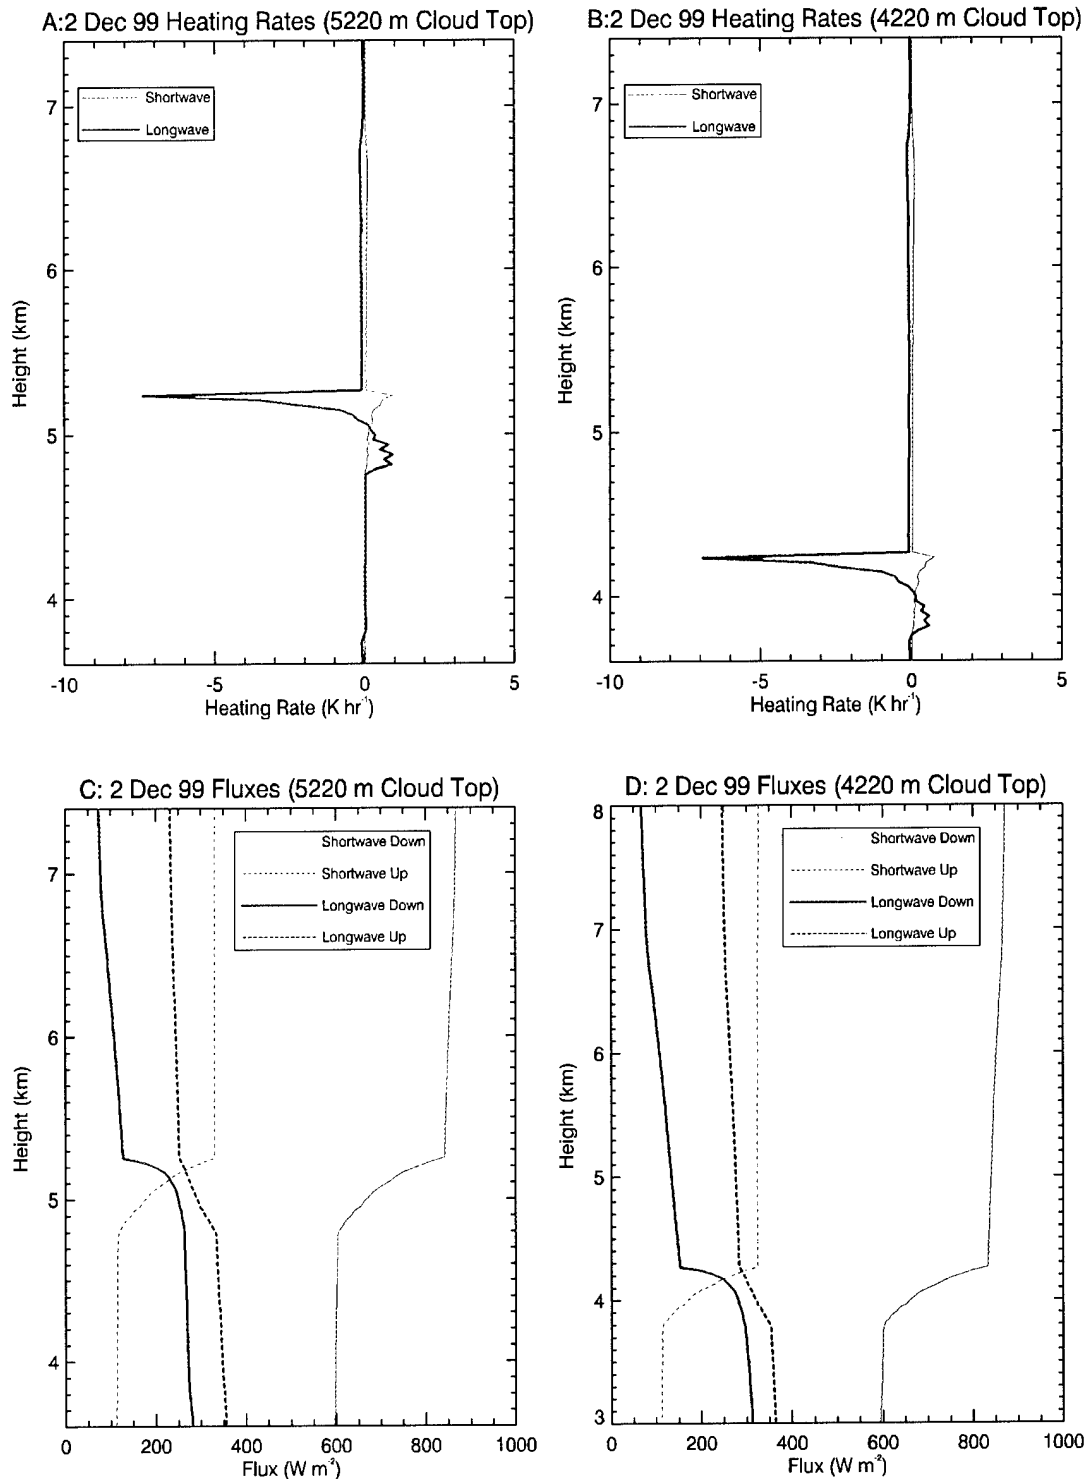 A:2 Dec 99 Heating Rates (5220 m Cloud Top)
Shortwave
Longwave
Height (km)
7
6
5
4
-10
-5
0
5
Heating Rate (K hr⁻¹)
B:2 Dec 99 Heating Rates (4220 m Cloud Top)
Shortwave
Longwave
Height (km)
7
6
5
4
-10
-5
0
5
Heating Rate (K hr⁻¹)
C: 2 Dec 99 Fluxes (5220 m Cloud Top)
Shortwave Down
Shortwave Up
Longwave Down
Longwave Up
Height (km)
7
6
5
4
0
200
400
600
800
1000
Flux (W m⁻²)
D: 2 Dec 99 Fluxes (4220 m Cloud Top)
Shortwave Down
Shortwave Up
Longwave Down
Longwave Up
Height (km)
8
7
6
5
4
3
0
200
400
600
800
1000
Flux (W m⁻²)